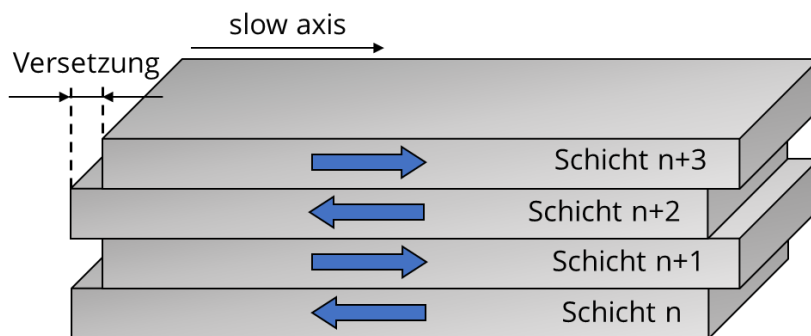 slow axis
Versetzung
Schicht n+3
Schicht n+2
Schicht n+1
Schicht n